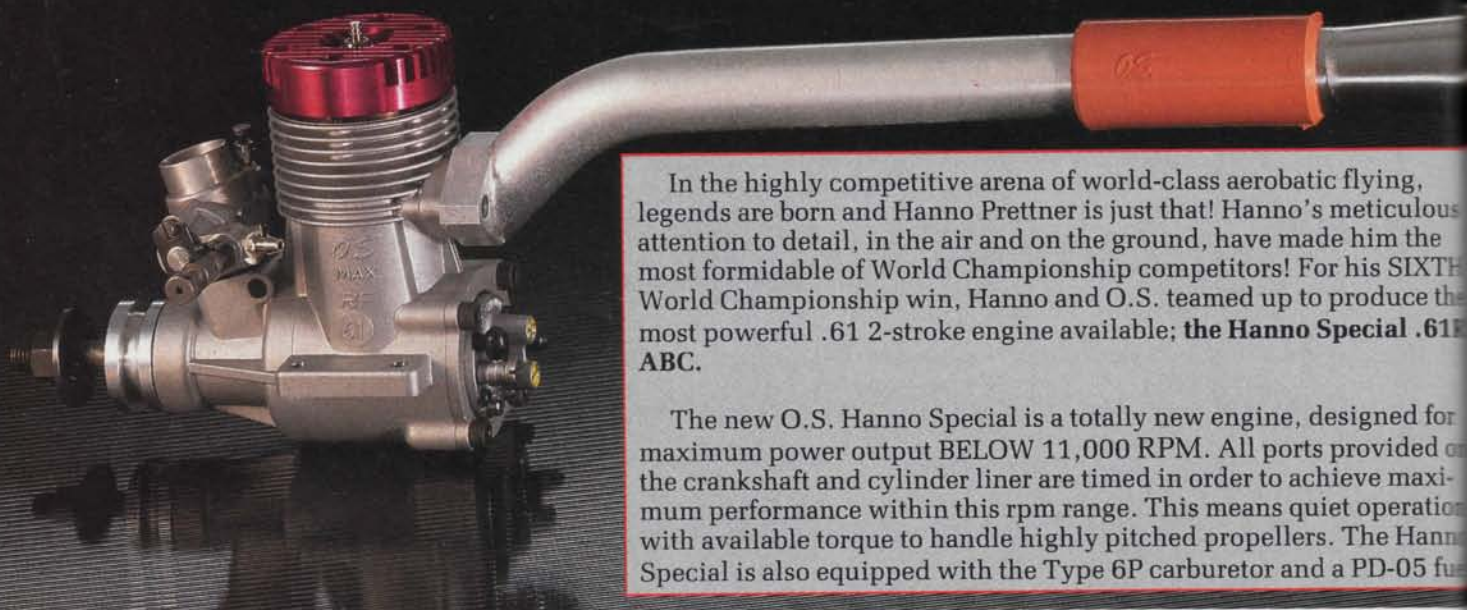 OS
OS
MAX
RF
61
In the highly competitive arena of world-class aerobatic flying,
legends are born and Hanno Prettner is just that! Hanno's meticulous
attention to detail, in the air and on the ground, have made him the
most formidable of World Championship competitors! For his SIXTH
World Championship win, Hanno and O.S. teamed up to produce the
most powerful .61 2-stroke engine available; the Hanno Special
ABC.
The new O.S. Hanno Special is a totally new engine, designed for
maximum power output BELOW 11,000 RPM. All ports provided
the crankshaft and cylinder liner are timed in order to achieve maxi-
mum performance within this rpm range. This means quiet operation
with available torque to handle highly pitched propellers. The Hanno
Special is also equipped with the Type 6P carburetor and a PD-05